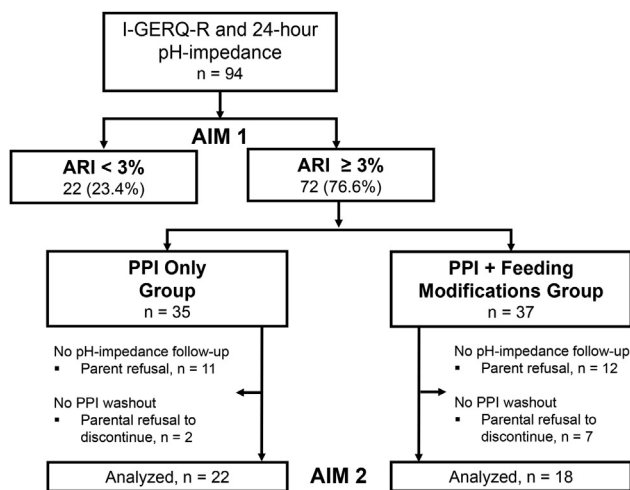 I-GERQ-R and 24-hour
pH-impedance
n = 94
AIM 1
ARI < 3%
22 (23.4%)
ARI ≥ 3%
72 (76.6%)
PPI Only
Group
n = 35
PPI + Feeding
Modifications Group
n = 37
No pH-impedance follow-up
▪ Parent refusal, n = 11
No PPI washout
▪ Parental refusal to
discontinue, n = 2
No pH-impedance follow-up
▪ Parent refusal, n = 12
No PPI washout
▪ Parental refusal to
discontinue, n = 7
Analyzed, n = 22
AIM 2
Analyzed, n = 18